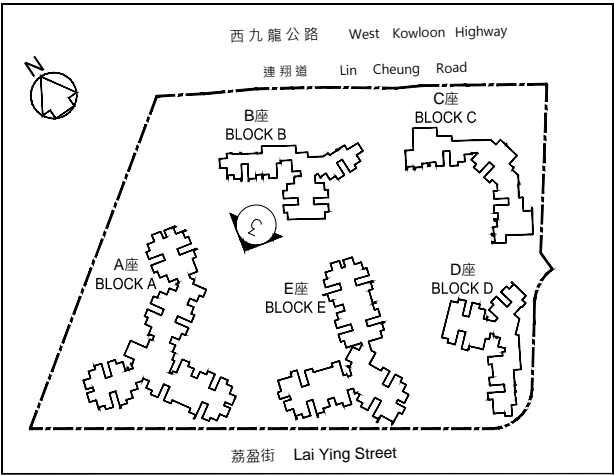 西九龍公路 West Kowloon Highway
連翔道 Lin Cheung Road
N
B座
BLOCK B
C座
BLOCK C
3
A座
BLOCK A
E座
BLOCK E
D座
BLOCK D
荔盈街 Lai Ying Street